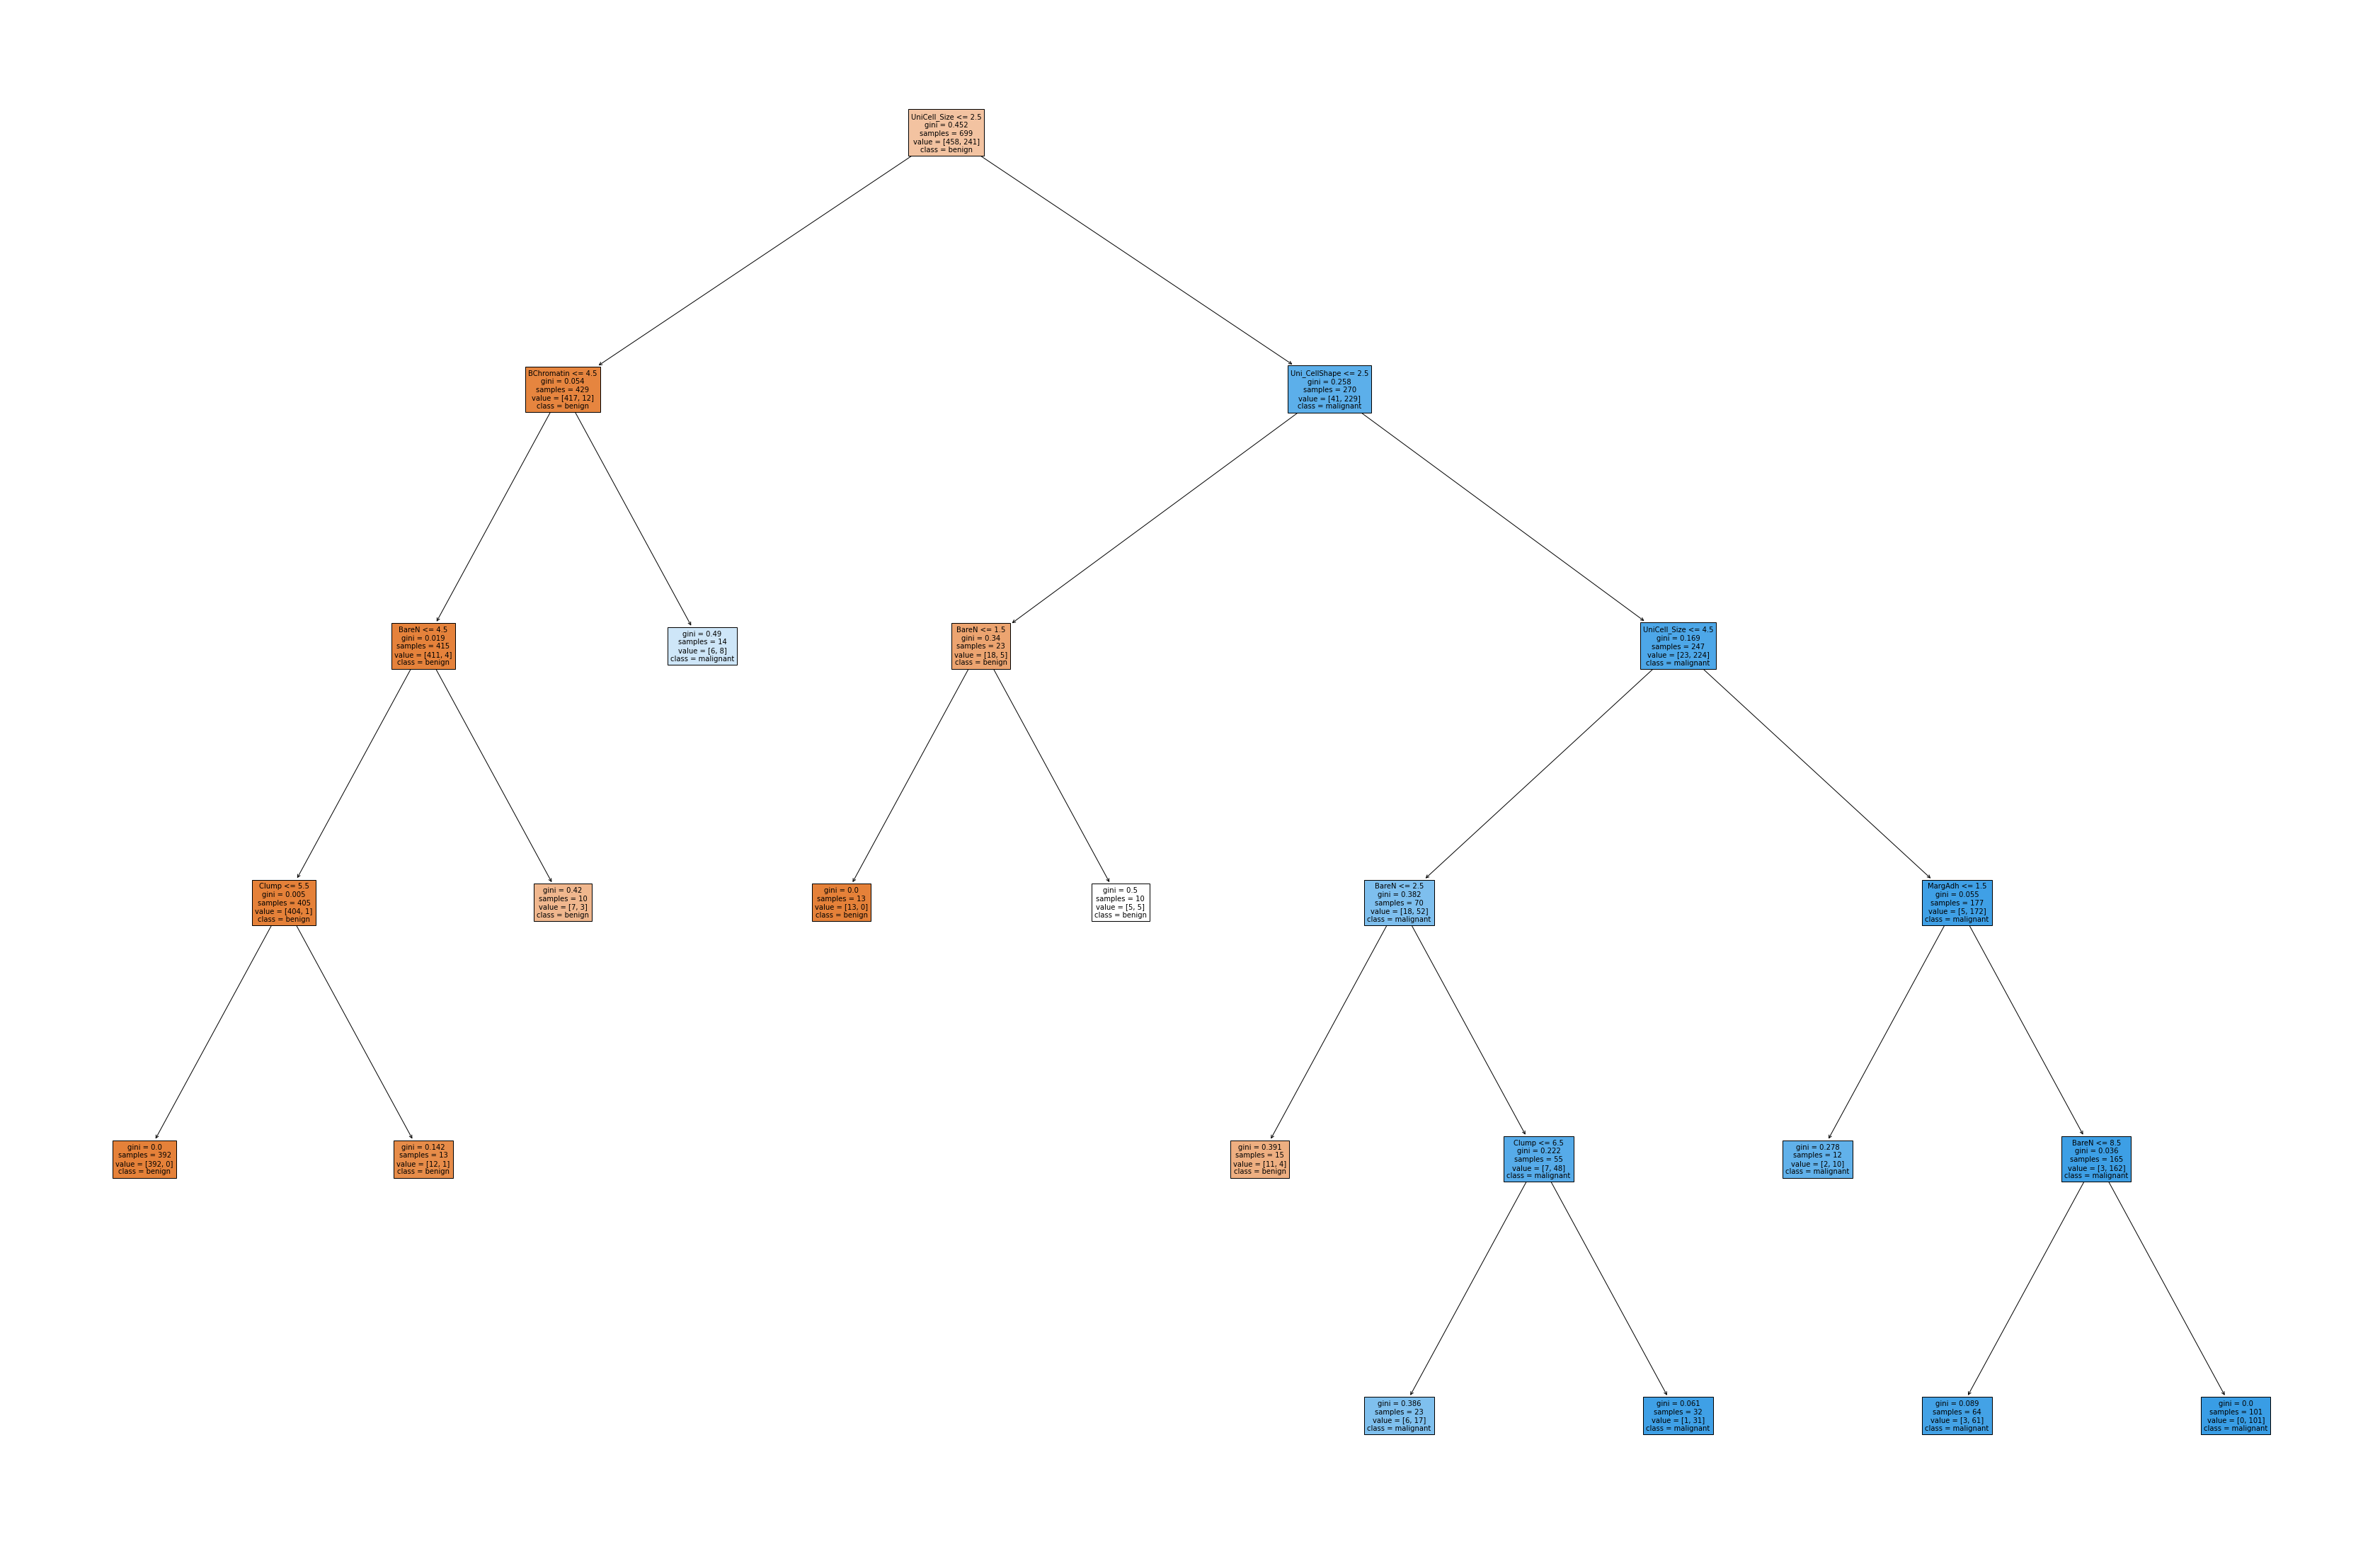 UniCell_Size <= 2.5
gini = 0.452
samples = 699
value = [458, 241]
class = benign
BChromatin <= 4.5
gini = 0.054
samples = 429
value = [417, 12]
class = benign
Uni_CellShape <= 2.5
gini = 0.258
samples = 270
value = [41, 229]
class = malignant
BareN <= 4.5
gini = 0.019
samples = 415
value = [411, 4]
class = benign
gini = 0.49
samples = 14
value = [6, 8]
class = malignant
BareN <= 1.5
gini = 0.34
samples = 23
value = [18, 5]
class = benign
UniCell_Size <= 4.5
gini = 0.169
samples = 247
value = [23, 224]
class = malignant
Clump <= 5.5
gini = 0.005
samples = 405
value = [404, 1]
class = benign
gini = 0.42
samples = 10
value = [7, 3]
class = benign
gini = 0.0
samples = 13
value = [13, 0]
class = benign
gini = 0.5
samples = 10
value = [5, 5]
class = benign
BareN <= 2.5
gini = 0.382
samples = 70
value = [18, 52]
class = malignant
MargAdh <= 1.5
gini = 0.055
samples = 177
value = [5, 172]
class = malignant
gini = 0.0
samples = 392
value = [392, 0]
class = benign
gini = 0.142
samples = 13
value = [12, 1]
class = benign
gini = 0.391
samples = 15
value = [11, 4]
class = benign
Clump <= 6.5
gini = 0.222
samples = 55
value = [7, 48]
class = malignant
gini = 0.278
samples = 12
value = [2, 10]
class = malignant
BareN <= 8.5
gini = 0.036
samples = 165
value = [3, 162]
class = malignant
gini = 0.386
samples = 23
value = [6, 17]
class = malignant
gini = 0.061
samples = 32
value = [1, 31]
class = malignant
gini = 0.089
samples = 64
value = [3, 61]
class = malignant
gini = 0.0
samples = 101
value = [0, 101]
class = malignant